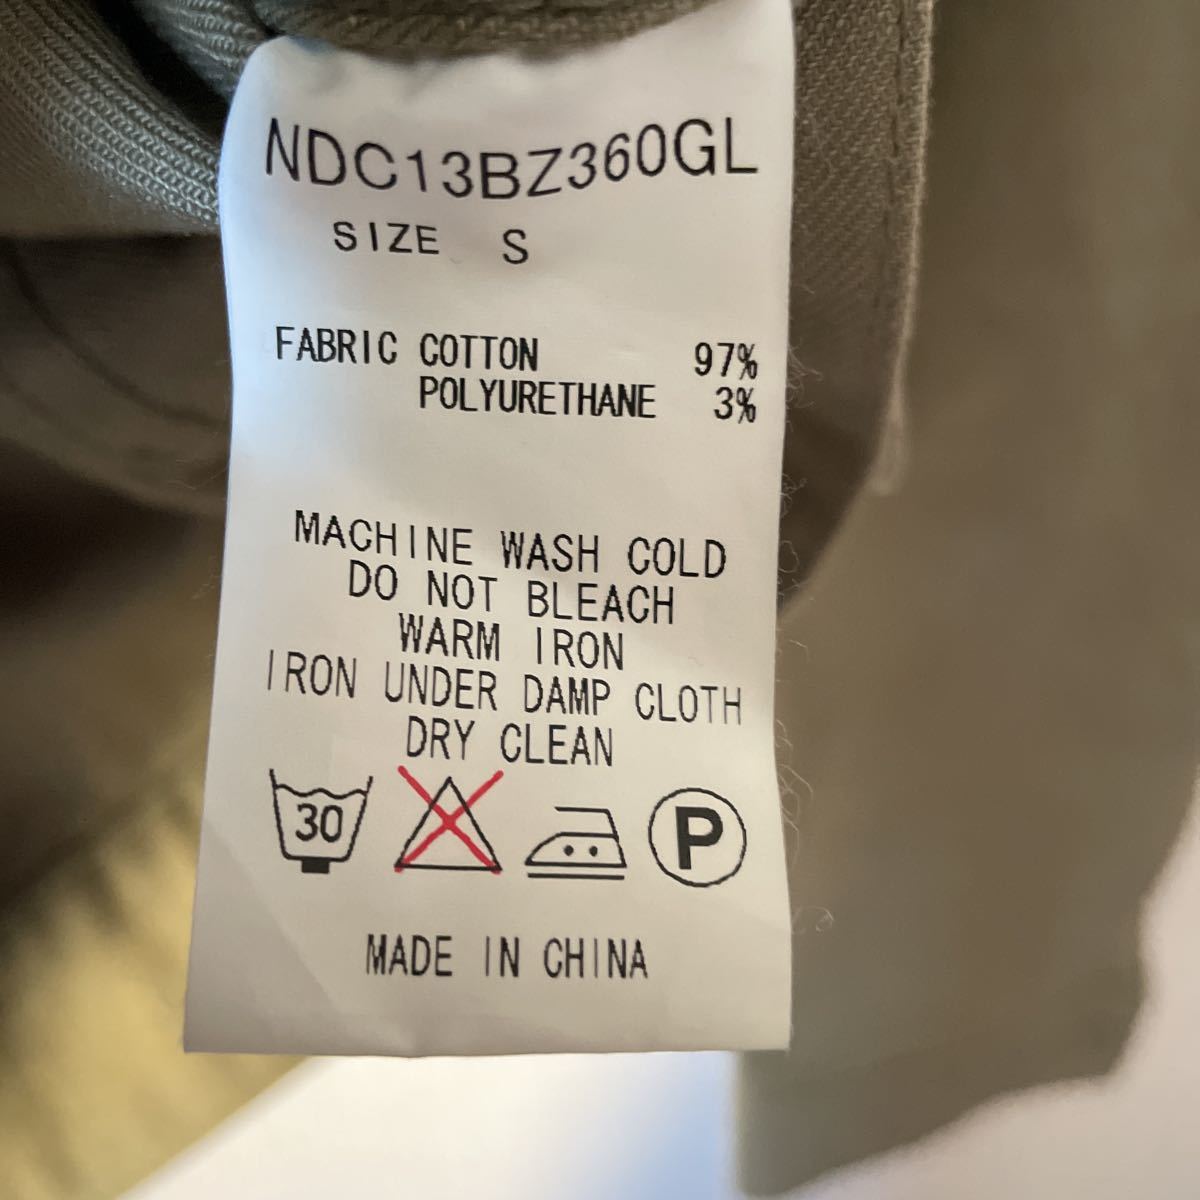 NDC13BZ360GL
SIZE S
FABRIC COTTON 97%
POLYURETHANE 3%
MACHINE WASH COLD
DO NOT BLEACH
WARM IRON
IRON UNDER DAMP CLOTH
DRY CLEAN
30 P
MADE IN CHINA